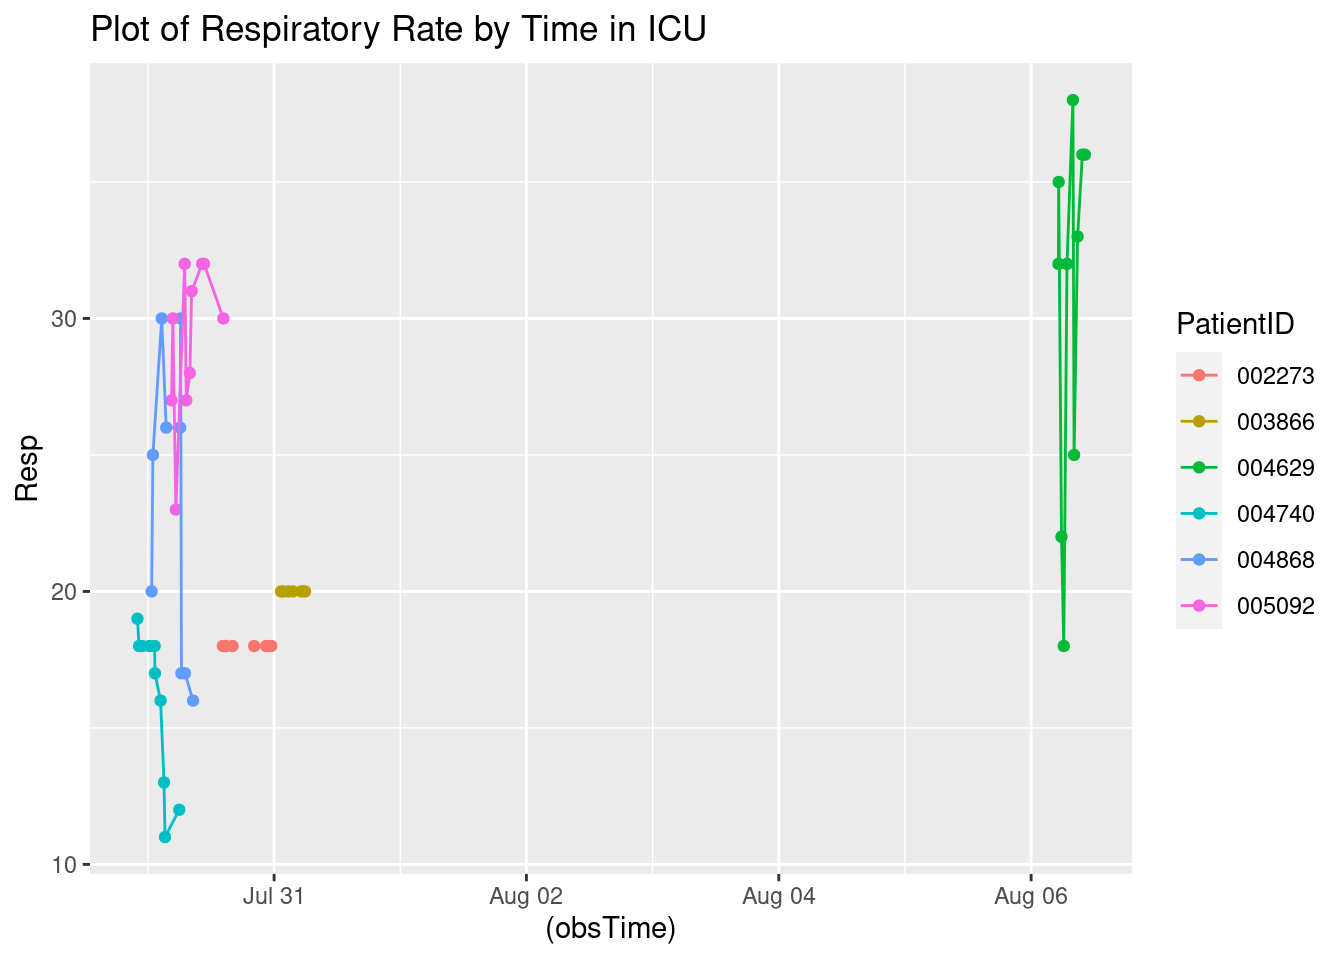 Plot of Respiratory Rate by Time in ICU
Resp
30
20
10
Jul 31
Aug 02
Aug 04
Aug 06
(obsTime)
PatientID
002273
003866
004629
004740
004868
005092